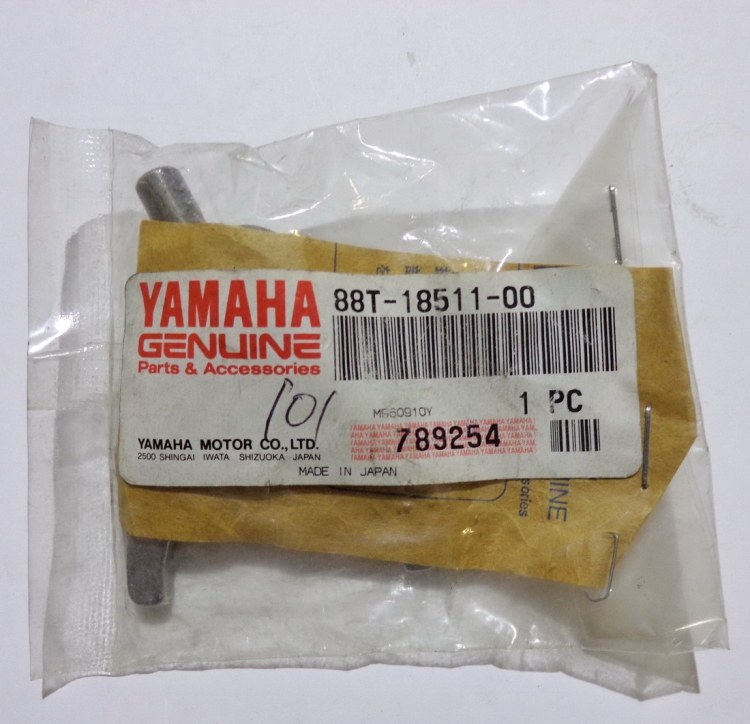 YAMAHA
GENUINE
Parts & Accessories
88T-18511-00
101
M980910Y
1 PC
789254
YAMAHA MOTOR CO.,LTD.
2500 SHINGAI IWATA SHIZUOKA JAPAN
MADE IN JAPAN